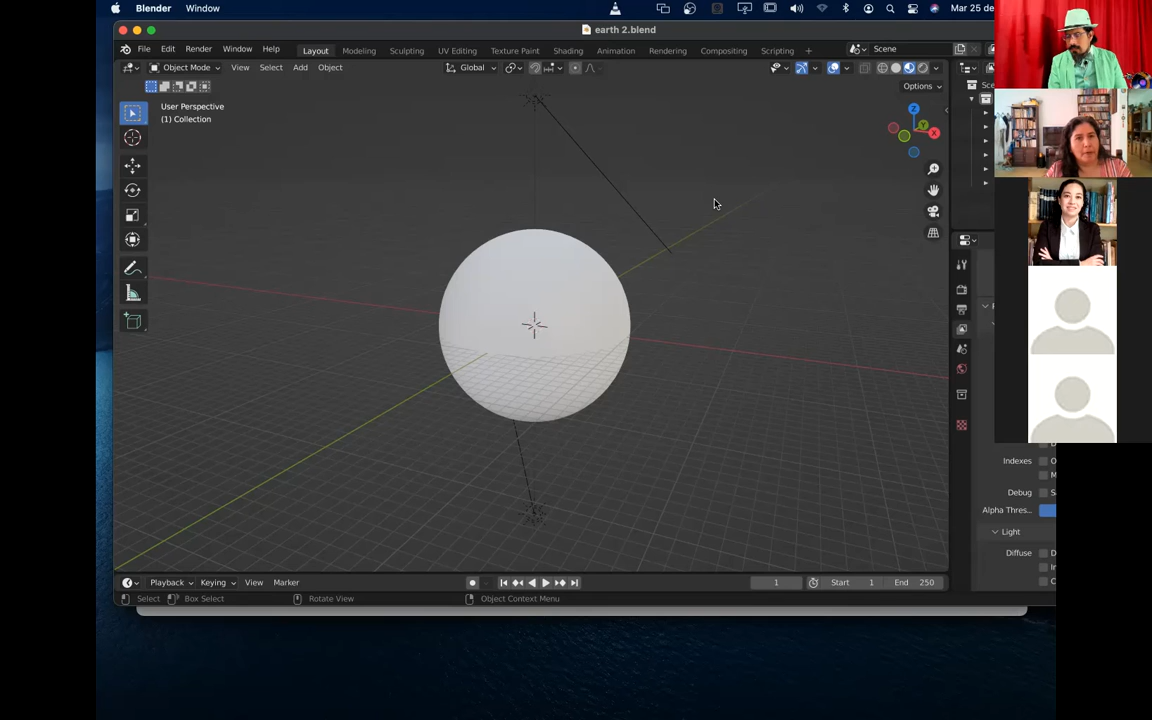 Blender Window Mar 25 de
earth 2.blend
File Edit Render Window Help Layout Modeling Sculpting UV Editing Texture Paint Shading Animation Rendering Compositing Scripting + Scene
Object Mode View Select Add Object Global
Options
User Perspective
(1) Collection
Z
Y
X
Indexes
Debug
Alpha Thres...
Light
Diffuse
Playback Keying View Marker 1 Start 1 End 250
Select Box Select Rotate View Object Context Menu